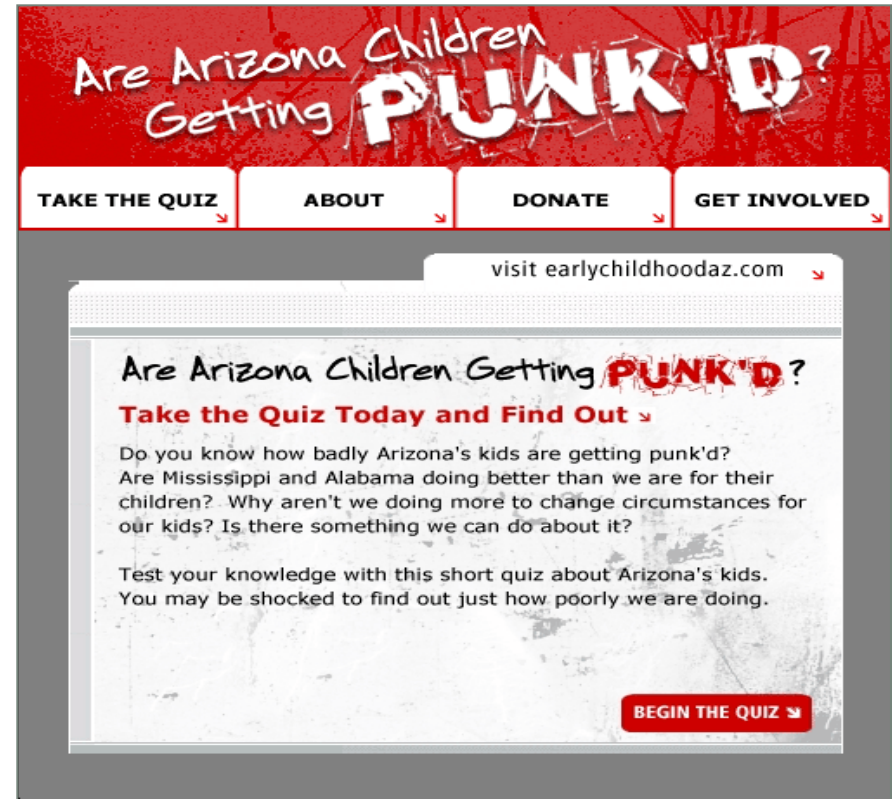 Are Arizona Children
Getting PUNK'D?
TAKE THE QUIZ
ABOUT
DONATE
GET INVOLVED
visit earlychildhoodaz.com
Are Arizona Children Getting PUNK'D?
Take the Quiz Today and Find Out
Do you know how badly Arizona's kids are getting punk'd?
Are Mississippi and Alabama doing better than we are for their
children?  Why aren't we doing more to change circumstances for
our kids? Is there something we can do about it?
Test your knowledge with this short quiz about Arizona's kids.
You may be shocked to find out just how poorly we are doing.
BEGIN THE QUIZ